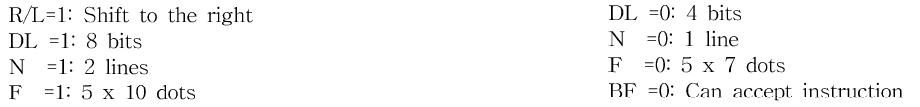 R/L=1: Shift to the right
DL =1: 8 bits
N =1: 2 lines
F =1: 5 x 10 dots
DL =0: 4 bits
N =0: 1 line
F =0: 5 x 7 dots
BF =0: Can accept instruction